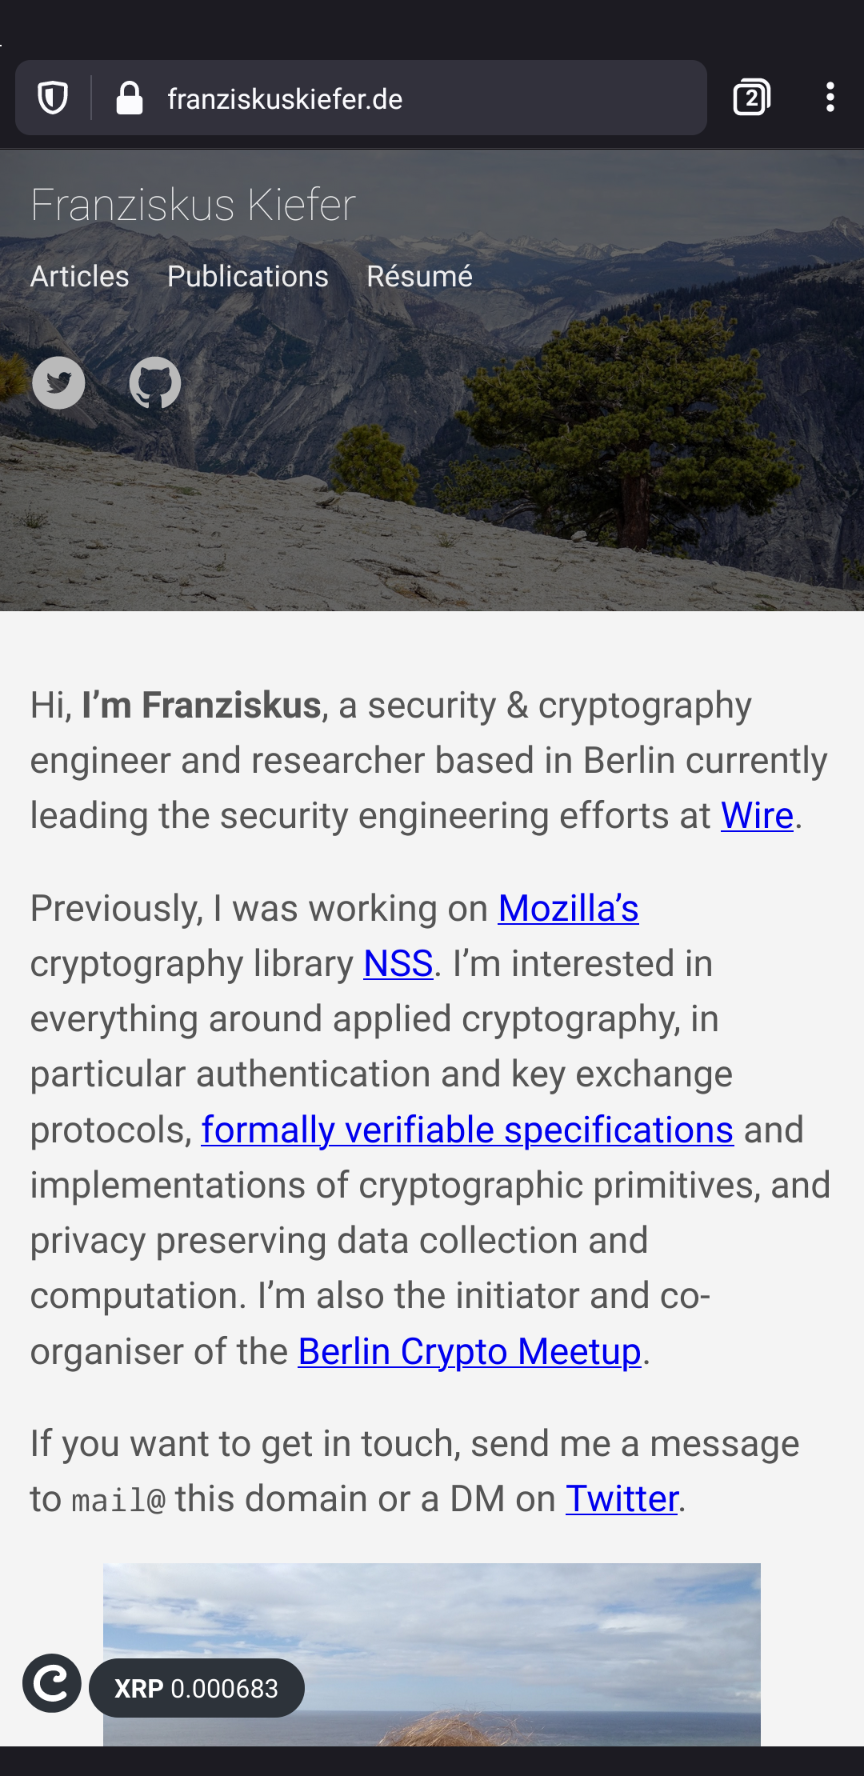 franziskuskiefer.de
2
Franziskus Kiefer
Articles Publications Résumé
Hi, I’m Franziskus, a security & cryptography
engineer and researcher based in Berlin currently
leading the security engineering efforts at Wire.
Previously, I was working on Mozilla’s
cryptography library NSS. I’m interested in
everything around applied cryptography, in
particular authentication and key exchange
protocols, formally verifiable specifications and
implementations of cryptographic primitives, and
privacy preserving data collection and
computation. I’m also the initiator and co-
organiser of the Berlin Crypto Meetup.
If you want to get in touch, send me a message
to mail@ this domain or a DM on Twitter.
XRP 0.000683